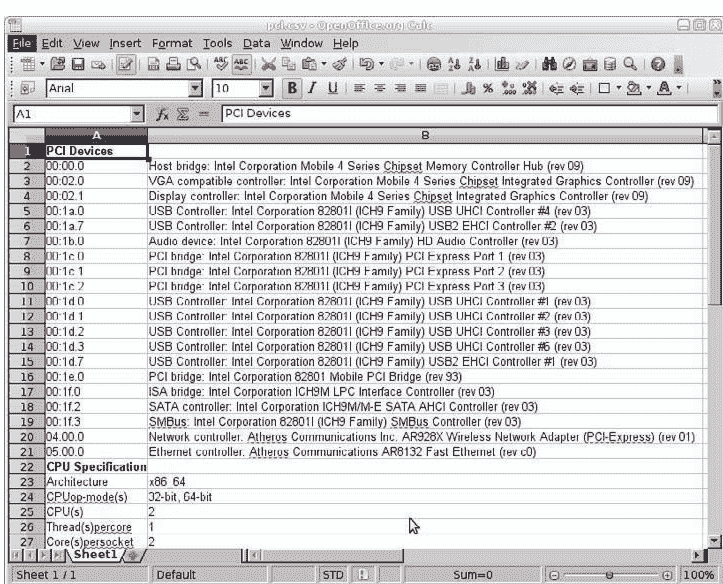 pci.csv - OpenOffice.org Calc
File Edit View Insert Format Tools Data Window Help
Arial 10 B I U
A1 PCI Devices
A B
1 PCI Devices
2 00:00.0 Host bridge: Intel Corporation Mobile 4 Series Chipset Memory Controller Hub (rev 09)
3 00:02.0 VGA compatible controller: Intel Corporation Mobile 4 Series Chipset Integrated Graphics Controller (rev 09)
4 00:02.1 Display controller: Intel Corporation Mobile 4 Series Chipset Integrated Graphics Controller (rev 09)
5 00:1a.0 USB Controller: Intel Corporation 82801I (ICH9 Family) USB UHCI Controller #4 (rev 03)
6 00:1a.7 USB Controller: Intel Corporation 82801I (ICH9 Family) USB2 EHCI Controller #2 (rev 03)
7 00:1b.0 Audio device: Intel Corporation 82801I (ICH9 Family) HD Audio Controller (rev 03)
8 00:1c.0 PCI bridge: Intel Corporation 82801I (ICH9 Family) PCI Express Port 1 (rev 03)
9 00:1c.1 PCI bridge: Intel Corporation 82801I (ICH9 Family) PCI Express Port 2 (rev 03)
10 00:1c.2 PCI bridge: Intel Corporation 82801I (ICH9 Family) PCI Express Port 3 (rev 03)
11 00:1d.0 USB Controller: Intel Corporation 82801I (ICH9 Family) USB UHCI Controller #1 (rev 03)
12 00:1d.1 USB Controller: Intel Corporation 82801I (ICH9 Family) USB UHCI Controller #2 (rev 03)
13 00:1d.2 USB Controller: Intel Corporation 82801I (ICH9 Family) USB UHCI Controller #3 (rev 03)
14 00:1d.3 USB Controller: Intel Corporation 82801I (ICH9 Family) USB UHCI Controller #6 (rev 03)
15 00:1d.7 USB Controller: Intel Corporation 82801I (ICH9 Family) USB2 EHCI Controller #1 (rev 03)
16 00:1e.0 PCI bridge: Intel Corporation 82801 Mobile PCI Bridge (rev 93)
17 00:1f.0 ISA bridge: Intel Corporation ICH9M LPC Interface Controller (rev 03)
18 00:1f.2 SATA controller: Intel Corporation ICH9M/M-E SATA AHCI Controller (rev 03)
19 00:1f.3 SMBus: Intel Corporation 82801I (ICH9 Family) SMBus Controller (rev 03)
20 04:00.0 Network controller: Atheros Communications Inc. AR928X Wireless Network Adapter (PCI-Express) (rev 01)
21 05:00.0 Ethernet controller: Atheros Communications AR8132 Fast Ethernet (rev c0)
22 CPU Specification
23 Architecture x86_64
24 CPUop-mode(s) 32-bit, 64-bit
25 CPU(s) 2
26 Thread(s)percore 1
27 Core(s)persocket 2
Sheet1
Sheet 1 / 1 Default STD Sum=0 100%